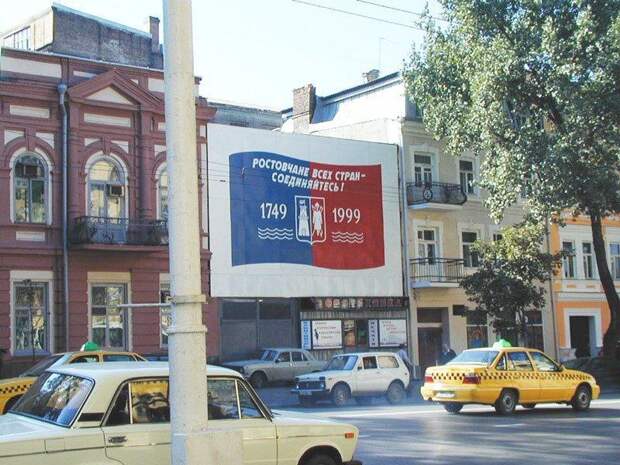 РОСТОВЧАНЕ ВСЕХ СТРАН-
СОЕДИНЯЙТЕСЬ!
1749 1999